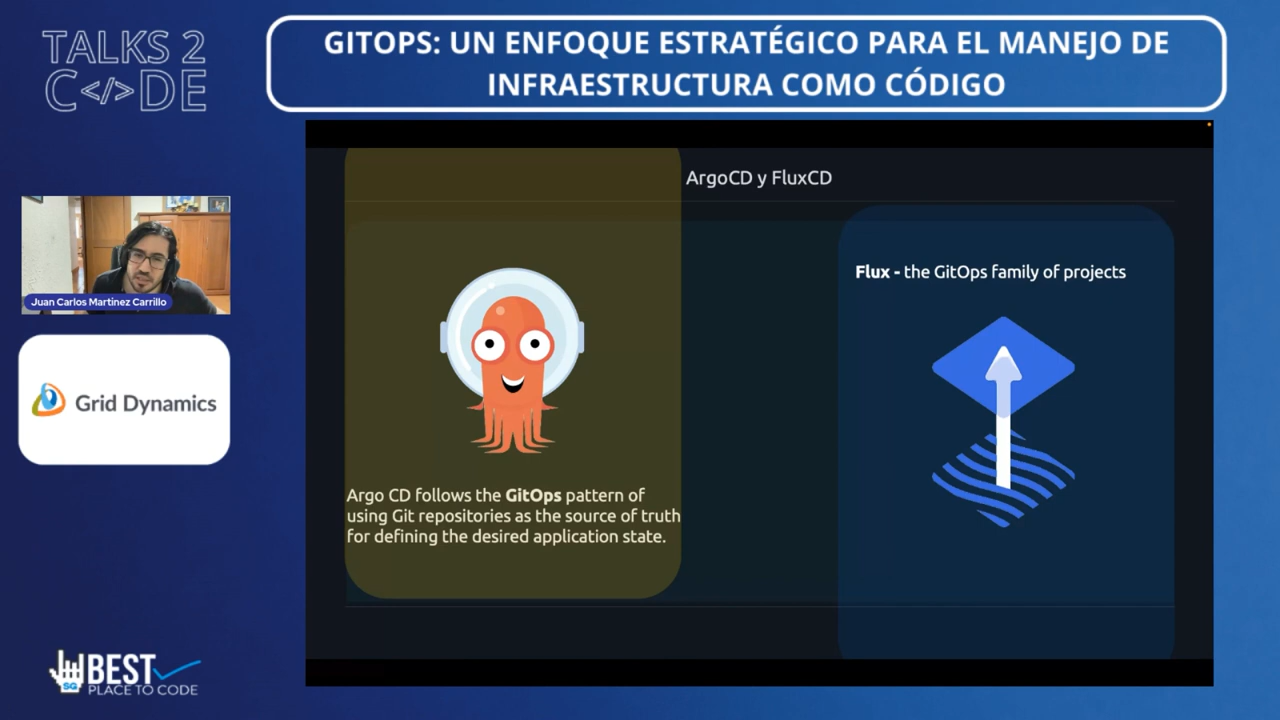 TALKS 2
C</>DE
GITOPS: UN ENFOQUE ESTRATÉGICO PARA EL MANEJO DE
INFRAESTRUCTURA COMO CÓDIGO
ArgoCD y FluxCD
Flux - the GitOps family of projects
Juan Carlos Martinez Carrillo
Grid Dynamics
Argo CD follows the GitOps pattern of
using Git repositories as the source of truth
for defining the desired application state.
SG
BEST
PLACE TO CODE